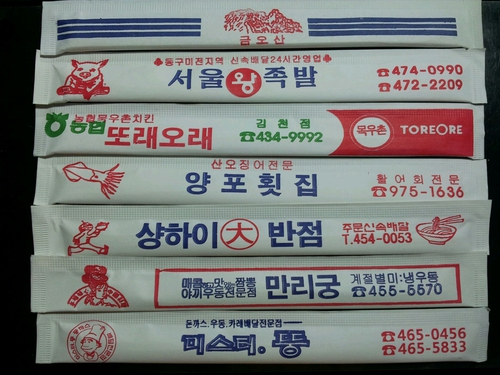 금오산
♣동구미전지역 신속배달24시간영업♣
서울왕족발
☎474-0990
☎472-2209
농협목우촌치킨
농협 또래오래
김천점
☎434-9992
목우촌 TOREORE
산오징어전문
양포횟집
활어회전문
☎975-1636
샹하이大반점
주문신속배달
T.454-0053
매콤한맛 짬뽕
야끼우동전문점
만리궁
계절별미:냉우동
☎455-5570
돈까스.우동.카레배달전문점
미스터.뚱
☎465-0456
☎465-5833